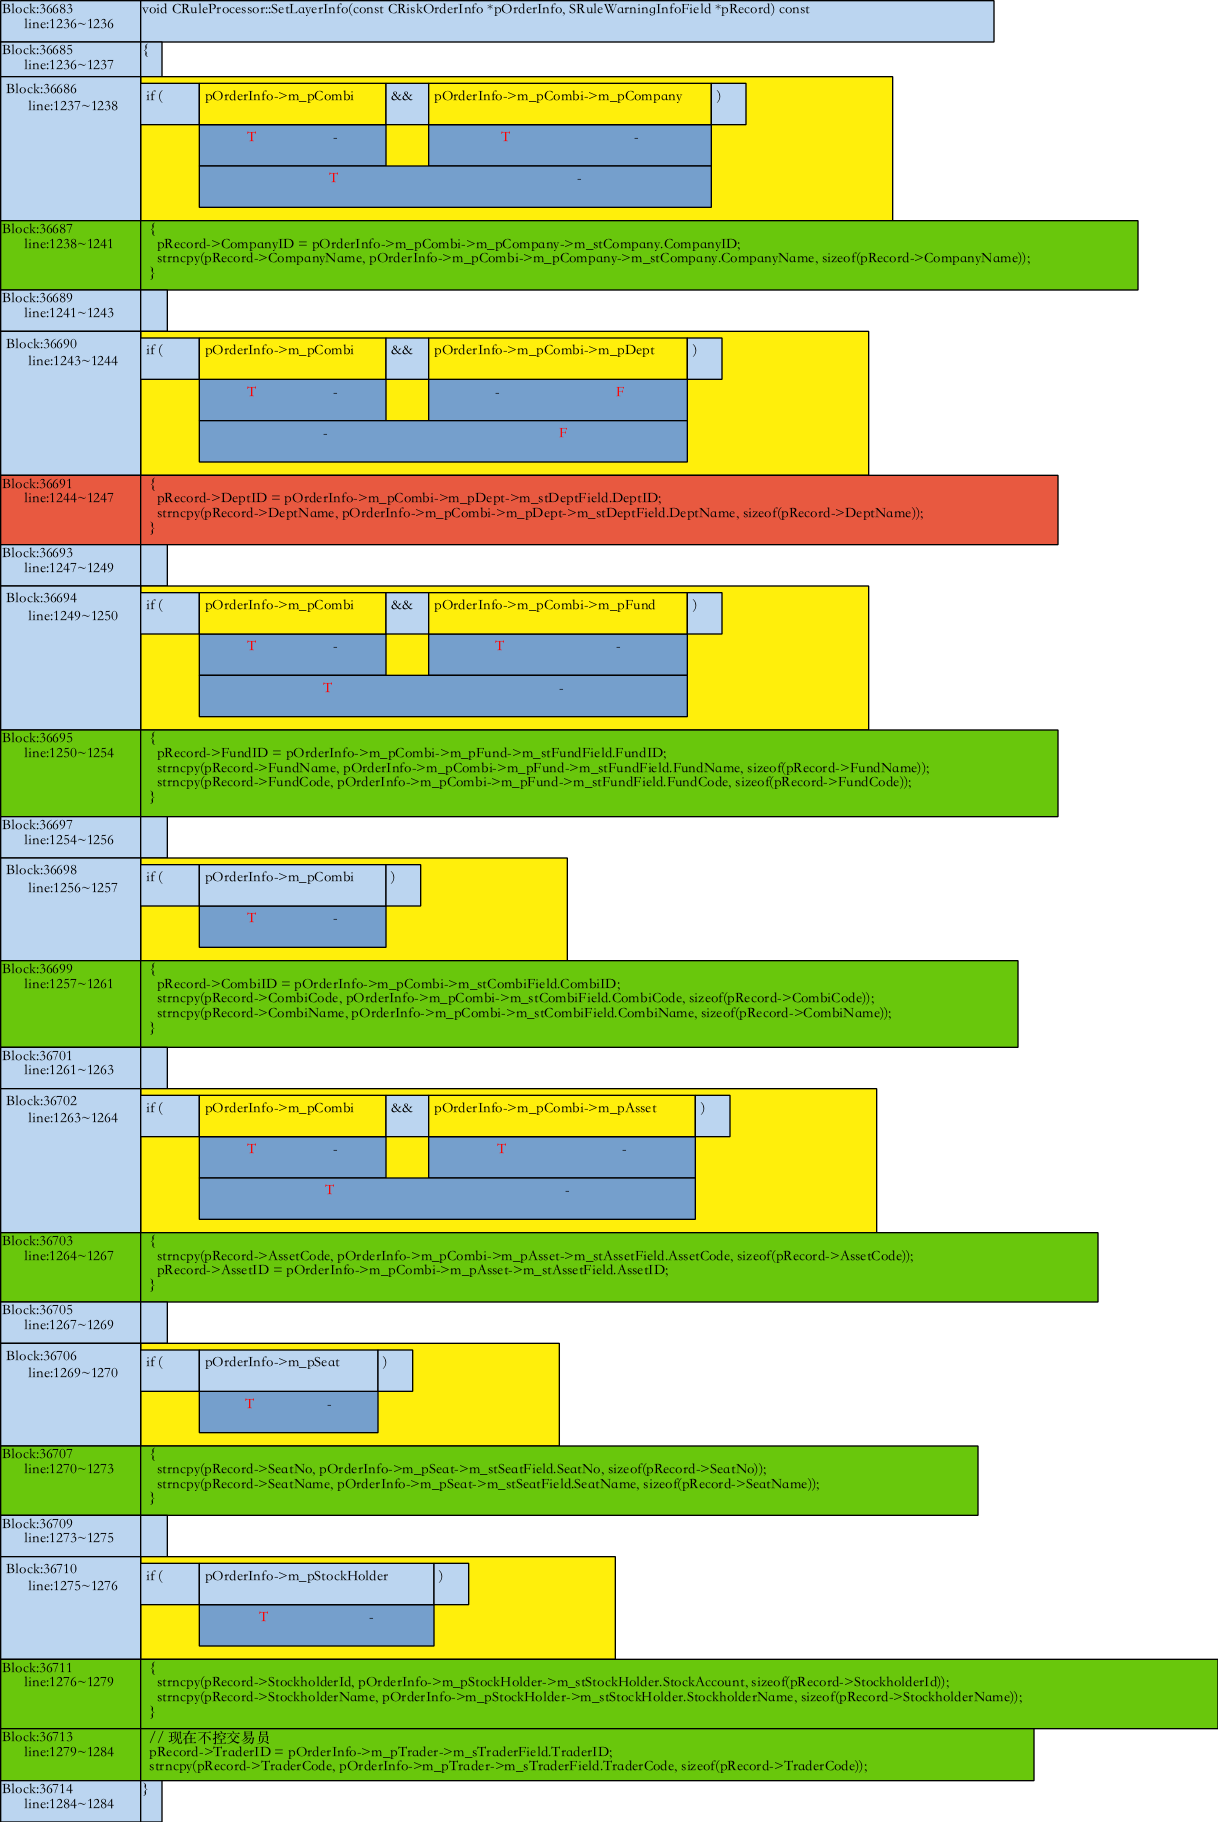 Block:36683
line:1236~1236
void CRuleProcessor::SetLayerInfo(const CRiskOrderInfo *pOrderInfo, SRuleWarningInfoField *pRecord) const
Block:36685
line:1236~1237
{
Block:36686
line:1237~1238
if ( pOrderInfo->m_pCombi && pOrderInfo->m_pCombi->m_pCompany )
T - T -
T -
Block:36687
line:1238~1241
{
pRecord->CompanyID = pOrderInfo->m_pCombi->m_pCompany->m_stCompany.CompanyID;
strncpy(pRecord->CompanyName, pOrderInfo->m_pCombi->m_pCompany->m_stCompany.CompanyName, sizeof(pRecord->CompanyName));
}
Block:36689
line:1241~1243
Block:36690
line:1243~1244
if ( pOrderInfo->m_pCombi && pOrderInfo->m_pCombi->m_pDept )
T - - F
- F
Block:36691
line:1244~1247
{
pRecord->DeptID = pOrderInfo->m_pCombi->m_pDept->m_stDeptField.DeptID;
strncpy(pRecord->DeptName, pOrderInfo->m_pCombi->m_pDept->m_stDeptField.DeptName, sizeof(pRecord->DeptName));
}
Block:36693
line:1247~1249
Block:36694
line:1249~1250
if ( pOrderInfo->m_pCombi && pOrderInfo->m_pCombi->m_pFund )
T - T -
T -
Block:36695
line:1250~1254
{
pRecord->FundID = pOrderInfo->m_pCombi->m_pFund->m_stFundField.FundID;
strncpy(pRecord->FundName, pOrderInfo->m_pCombi->m_pFund->m_stFundField.FundName, sizeof(pRecord->FundName));
strncpy(pRecord->FundCode, pOrderInfo->m_pCombi->m_pFund->m_stFundField.FundCode, sizeof(pRecord->FundCode));
}
Block:36697
line:1254~1256
Block:36698
line:1256~1257
if ( pOrderInfo->m_pCombi )
T -
Block:36699
line:1257~1261
{
pRecord->CombiID = pOrderInfo->m_pCombi->m_stCombiField.CombiID;
strncpy(pRecord->CombiCode, pOrderInfo->m_pCombi->m_stCombiField.CombiCode, sizeof(pRecord->CombiCode));
strncpy(pRecord->CombiName, pOrderInfo->m_pCombi->m_stCombiField.CombiName, sizeof(pRecord->CombiName));
}
Block:36701
line:1261~1263
Block:36702
line:1263~1264
if ( pOrderInfo->m_pCombi && pOrderInfo->m_pCombi->m_pAsset )
T - T -
T -
Block:36703
line:1264~1267
{
strncpy(pRecord->AssetCode, pOrderInfo->m_pCombi->m_pAsset->m_stAssetField.AssetCode, sizeof(pRecord->AssetCode));
pRecord->AssetID = pOrderInfo->m_pCombi->m_pAsset->m_stAssetField.AssetID;
}
Block:36705
line:1267~1269
Block:36706
line:1269~1270
if ( pOrderInfo->m_pSeat )
T -
Block:36707
line:1270~1273
{
strncpy(pRecord->SeatNo, pOrderInfo->m_pSeat->m_stSeatField.SeatNo, sizeof(pRecord->SeatNo));
strncpy(pRecord->SeatName, pOrderInfo->m_pSeat->m_stSeatField.SeatName, sizeof(pRecord->SeatName));
}
Block:36709
line:1273~1275
Block:36710
line:1275~1276
if ( pOrderInfo->m_pStockHolder )
T -
Block:36711
line:1276~1279
{
strncpy(pRecord->StockholderId, pOrderInfo->m_pStockHolder->m_stStockHolder.StockAccount, sizeof(pRecord->StockholderId));
strncpy(pRecord->StockholderName, pOrderInfo->m_pStockHolder->m_stStockHolder.StockholderName, sizeof(pRecord->StockholderName));
}
Block:36713
line:1279~1284
// 现在不控交易员
pRecord->TraderID = pOrderInfo->m_pTrader->m_sTraderField.TraderID;
strncpy(pRecord->TraderCode, pOrderInfo->m_pTrader->m_sTraderField.TraderCode, sizeof(pRecord->TraderCode));
Block:36714
line:1284~1284
}